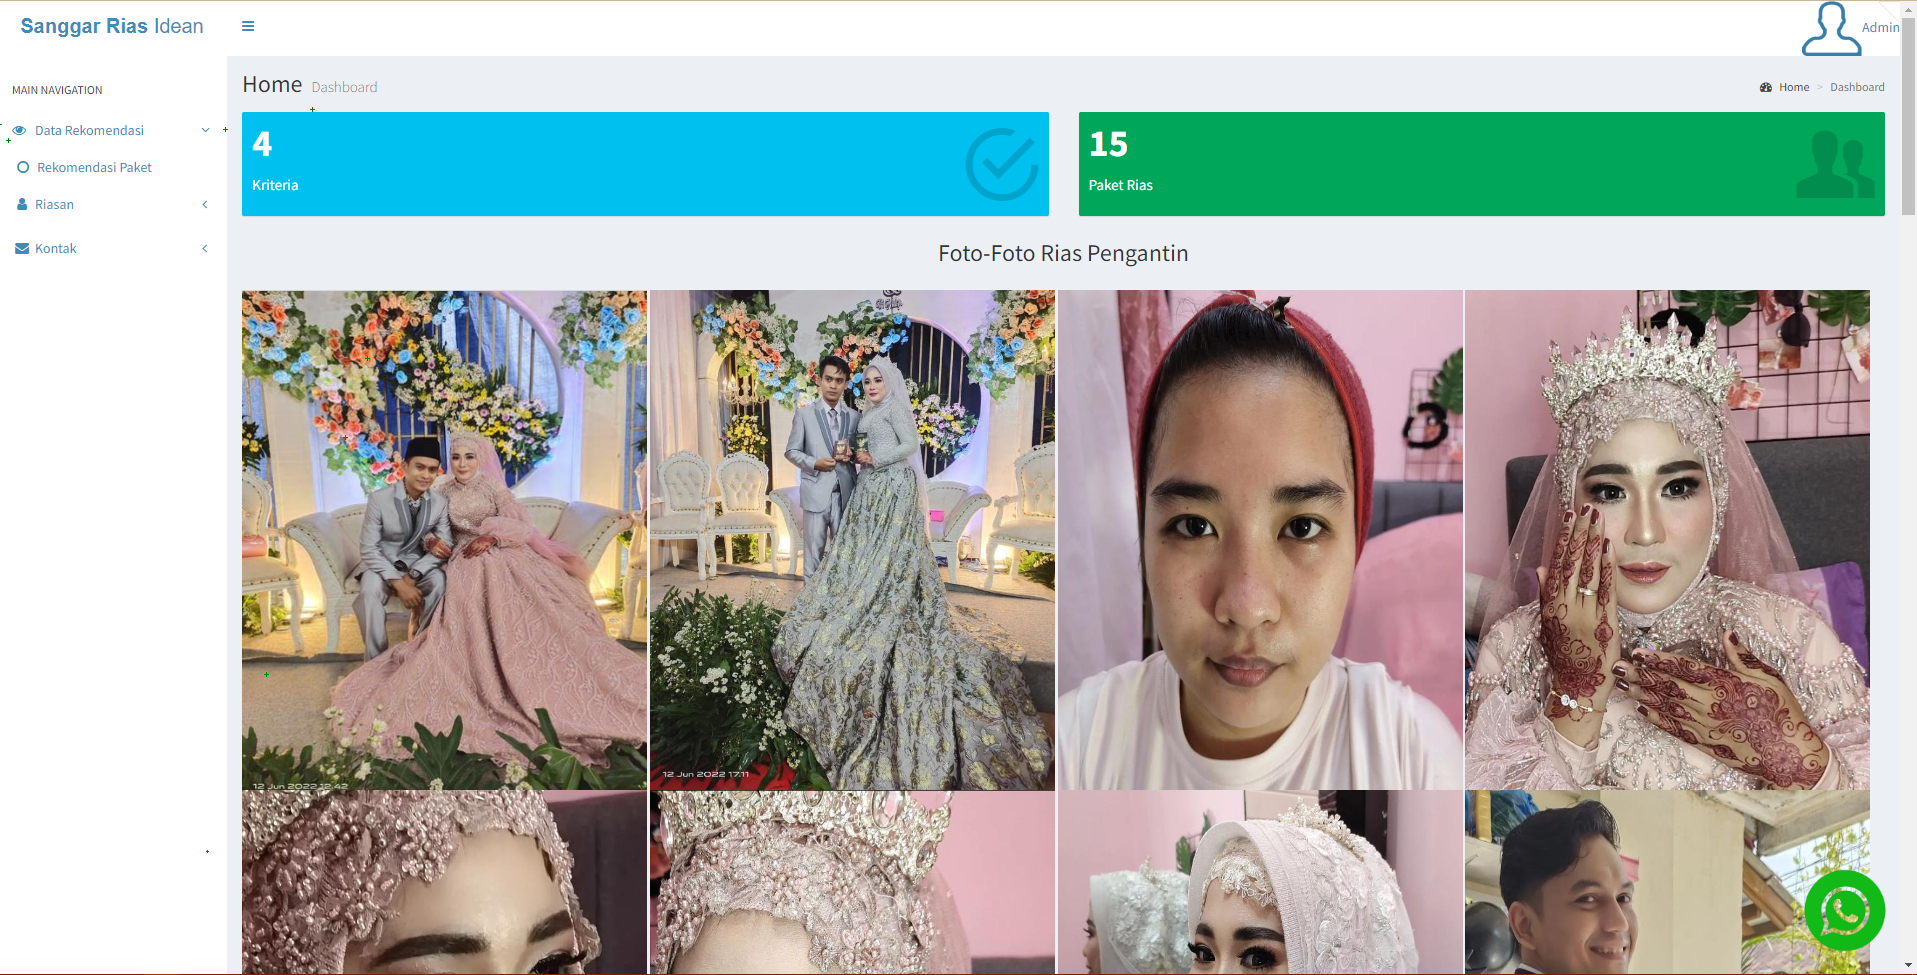 Sanggar Rias Idean
Admin
MAIN NAVIGATION
Data Rekomendasi
Rekomendasi Paket
Riasan
Kontak
Home Dashboard
Home > Dashboard
4
Kriteria
15
Paket Rias
Foto-Foto Rias Pengantin
12 Jun 2022 12.42
12 Jun 2022 17.11